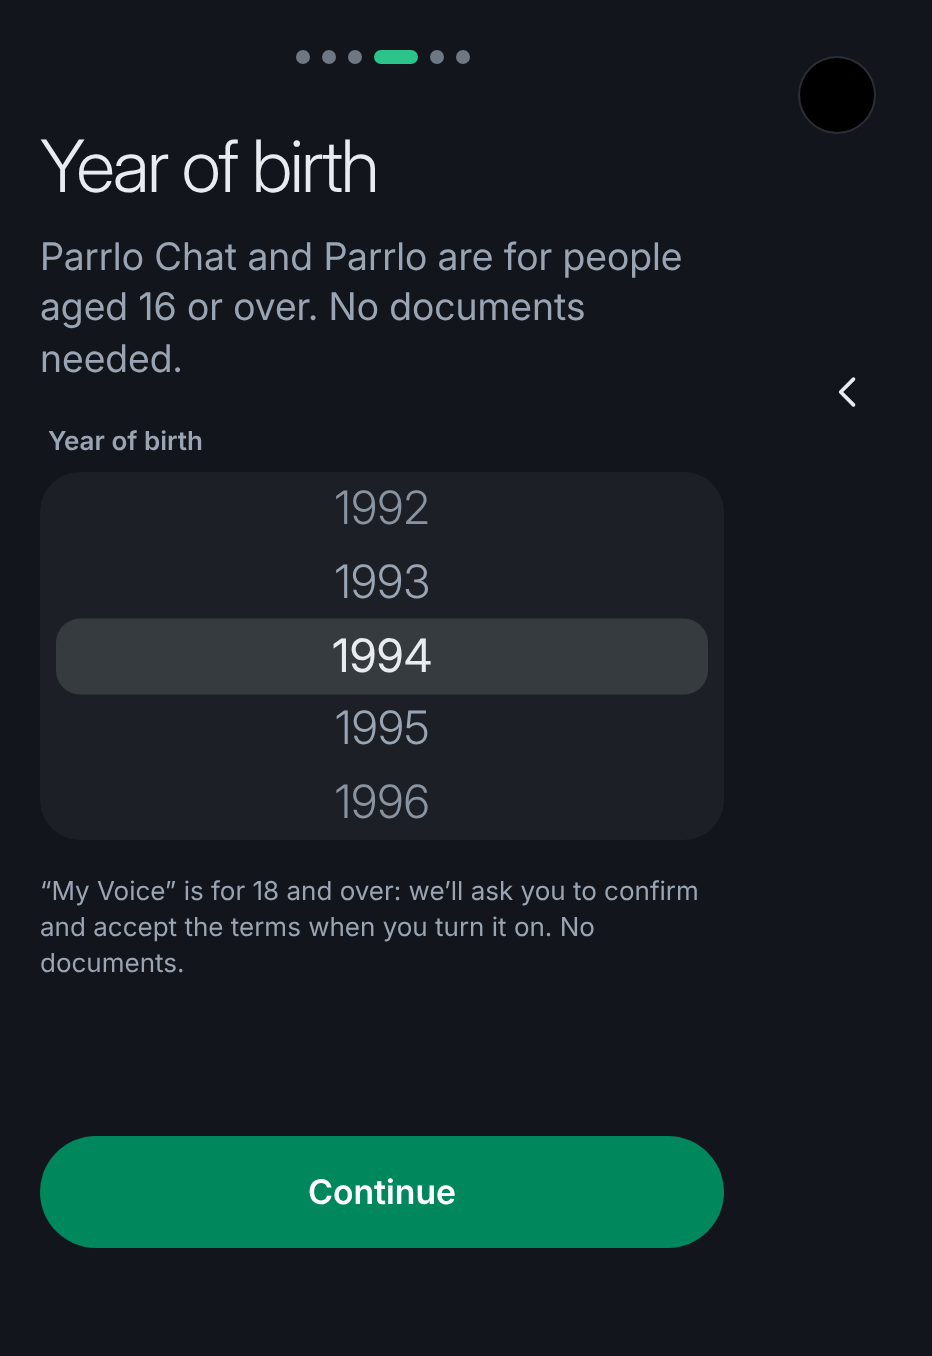 Year of birth
Parrlo Chat and Parrlo are for people
aged 16 or over. No documents
needed.
Year of birth
1992
1993
1994
1995
1996
“My Voice” is for 18 and over: we’ll ask you to confirm
and accept the terms when you turn it on. No
documents.
Continue